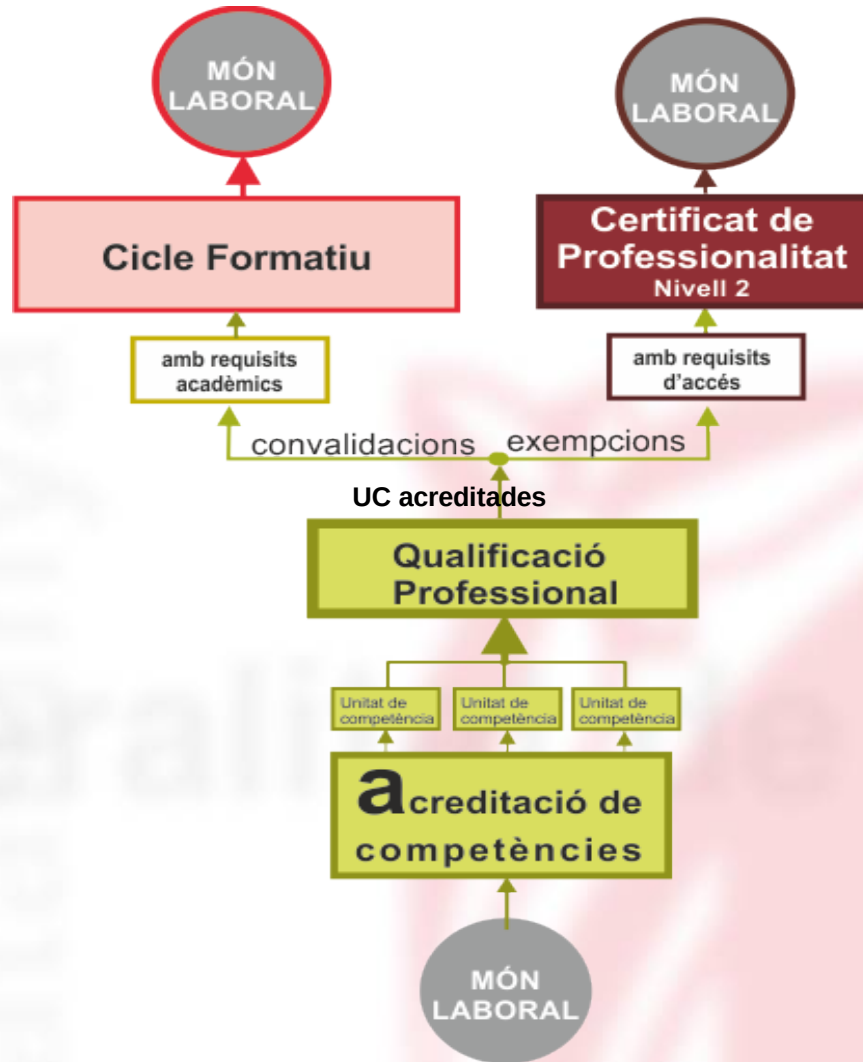 MÓN
LABORAL
MÓN
LABORAL
Cicle Formatiu
Certificat de
Professionalitat
Nivell 2
amb requisits
acadèmics
amb requisits
d'accés
convalidacions
exempcions
UC acreditades
Qualificació
Professional
Unitat de
competència
Unitat de
competència
Unitat de
competència
acreditació de
competències
MÓN
LABORAL